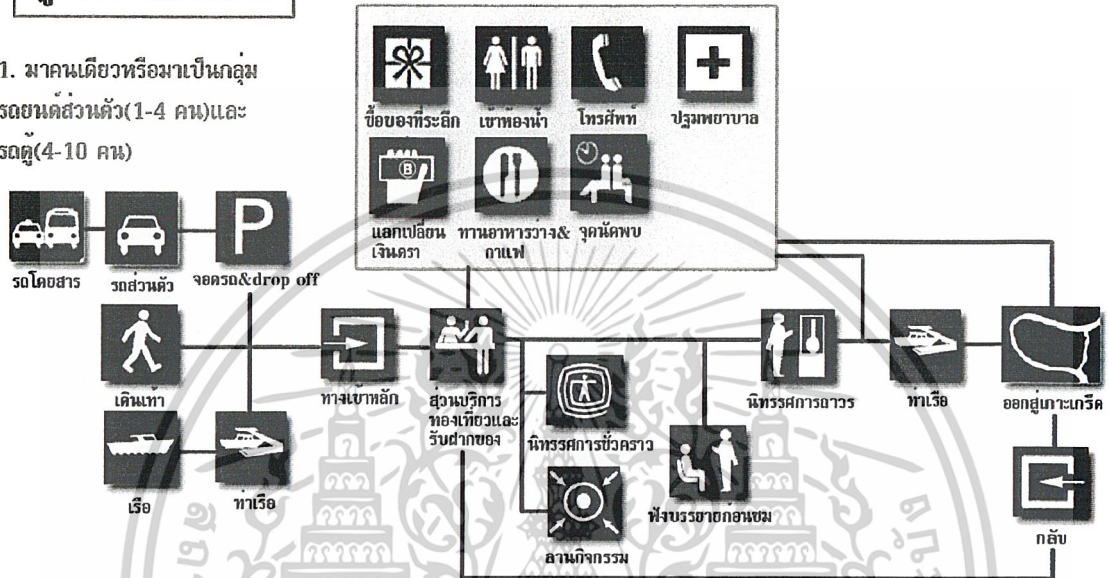 1. มาคนเดียวหรือมาเป็นกลุ่ม
รถยนต์ส่วนตัว(1-4 คน)และ
รถตู้(4-10 คน)
ซื้อของที่ระลึก
เข้าห้องน้ำ
โทรศัพท์
ปฐมพยาบาล
B
แลกเปลี่ยน
เงินตรา
ทานอาหารว่าง&
กาแฟ
จุดนัดพบ
P
รถโดยสาร
รถส่วนตัว
จอดรถ&drop off
เดินเท้า
ทางเข้าหลัก
ส่วนบริการ
ท่องเที่ยวและ
รับฝากของ
นิทรรศการชั่วคราว
นิทรรศการถาวร
ท่าเรือ
ออกสู่เกาะเกร็ด
เรือ
ท่าเรือ
ลานกิจกรรม
ฟังบรรยายก่อนชม
กลับ